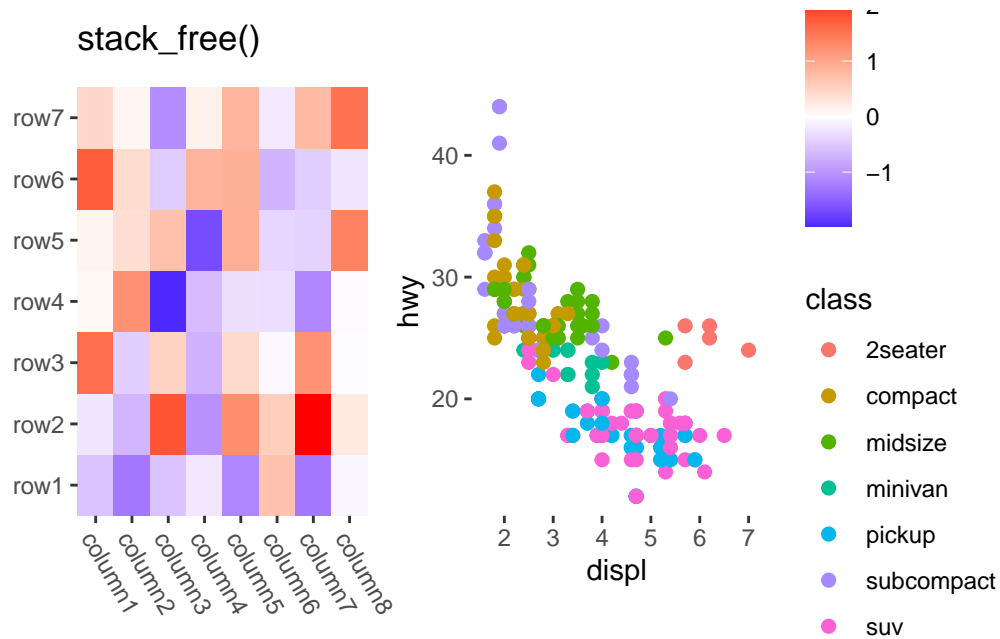 stack_free()
row7
row6
row5
row4
row3
row2
row1
column1
column2
column3
column4
column5
column6
column7
column8
hwy
40
30
20
2
3
4
5
6
7
displ
2
1
0
−1
class
2seater
compact
midsize
minivan
pickup
subcompact
suv